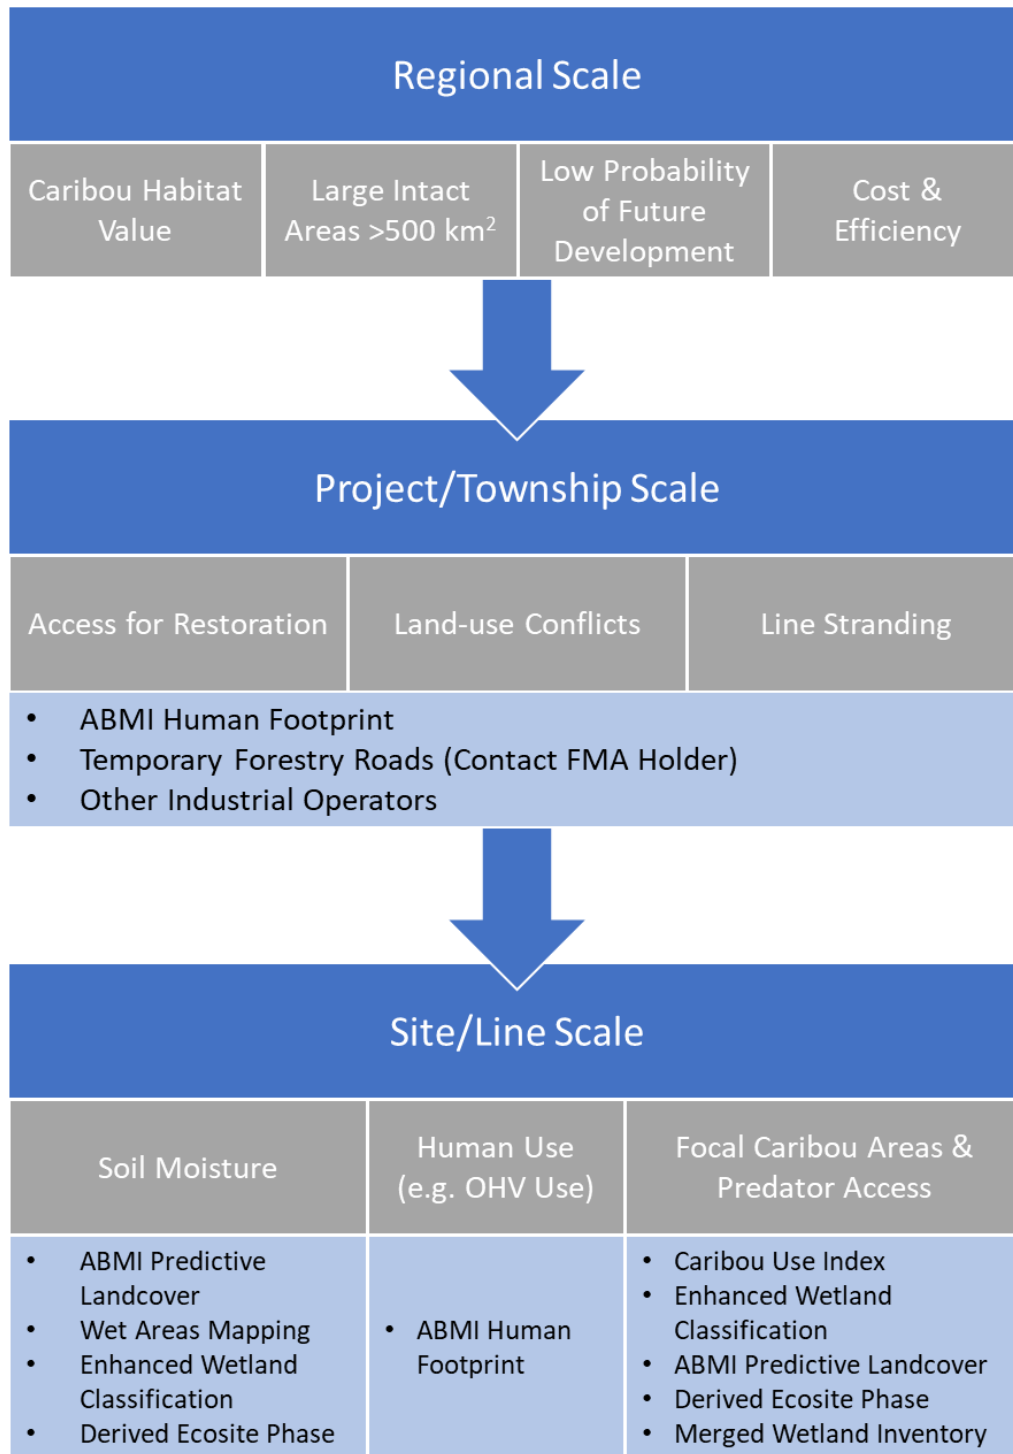 Regional Scale
Caribou Habitat
Value
Large Intact
Areas >500 km²
Low Probability
of Future
Development
Cost &
Efficiency
Project/Township Scale
Access for Restoration
Land-use Conflicts
Line Stranding
• ABMI Human Footprint
• Temporary Forestry Roads (Contact FMA Holder)
• Other Industrial Operators
Site/Line Scale
Soil Moisture
Human Use
(e.g. OHV Use)
Focal Caribou Areas &
Predator Access
• ABMI Predictive
Landcover
• Wet Areas Mapping
• Enhanced Wetland
Classification
• Derived Ecosite Phase
• ABMI Human
Footprint
• Caribou Use Index
• Enhanced Wetland
Classification
• ABMI Predictive Landcover
• Derived Ecosite Phase
• Merged Wetland Inventory